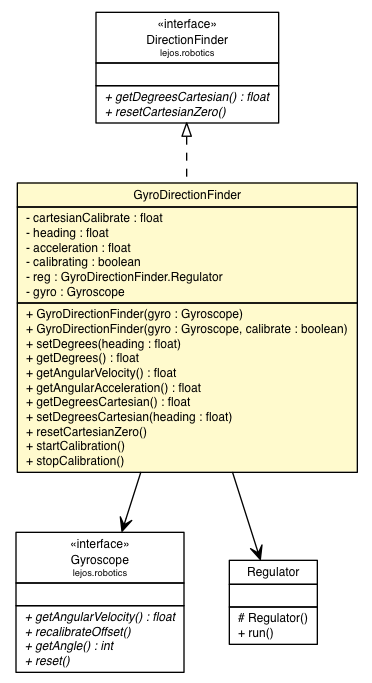 «interface»
DirectionFinder
lejos.robotics
+ getDegreesCartesian() : float
+ resetCartesianZero()
GyroDirectionFinder
- cartesianCalibrate : float
- heading : float
- acceleration : float
- calibrating : boolean
- reg : GyroDirectionFinder.Regulator
- gyro : Gyroscope
+ GyroDirectionFinder(gyro : Gyroscope)
+ GyroDirectionFinder(gyro : Gyroscope, calibrate : boolean)
+ setDegrees(heading : float)
+ getDegrees() : float
+ getAngularVelocity() : float
+ getAngularAcceleration() : float
+ getDegreesCartesian() : float
+ setDegreesCartesian(heading : float)
+ resetCartesianZero()
+ startCalibration()
+ stopCalibration()
«interface»
Gyroscope
lejos.robotics
+ getAngularVelocity() : float
+ recalibrateOffset()
+ getAngle() : int
+ reset()
Regulator
# Regulator()
+ run()